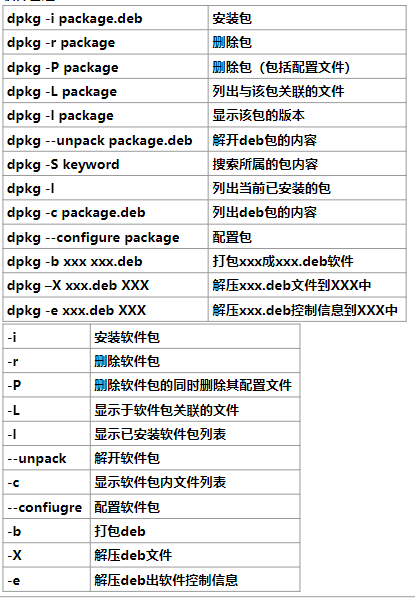 dpkg -i package.deb 安装包
dpkg -r package 删除包
dpkg -P package 删除包（包括配置文件）
dpkg -L package 列出与该包关联的文件
dpkg -l package 显示该包的版本
dpkg --unpack package.deb 解开deb包的内容
dpkg -S keyword 搜索所属的包内容
dpkg -l 列出当前已安装的包
dpkg -c package.deb 列出deb包的内容
dpkg --configure package 配置包
dpkg -b xxx xxx.deb 打包xxx成xxx.deb软件
dpkg –X xxx.deb XXX 解压xxx.deb文件到XXX中
dpkg -e xxx.deb XXX 解压xxx.deb控制信息到XXX中
-i 安装软件包
-r 删除软件包
-P 删除软件包的同时删除其配置文件
-L 显示于软件包关联的文件
-l 显示已安装软件包列表
--unpack 解开软件包
-c 显示软件包内文件列表
--confiugre 配置软件包
-b 打包deb
-X 解压deb文件
-e 解压deb出软件控制信息